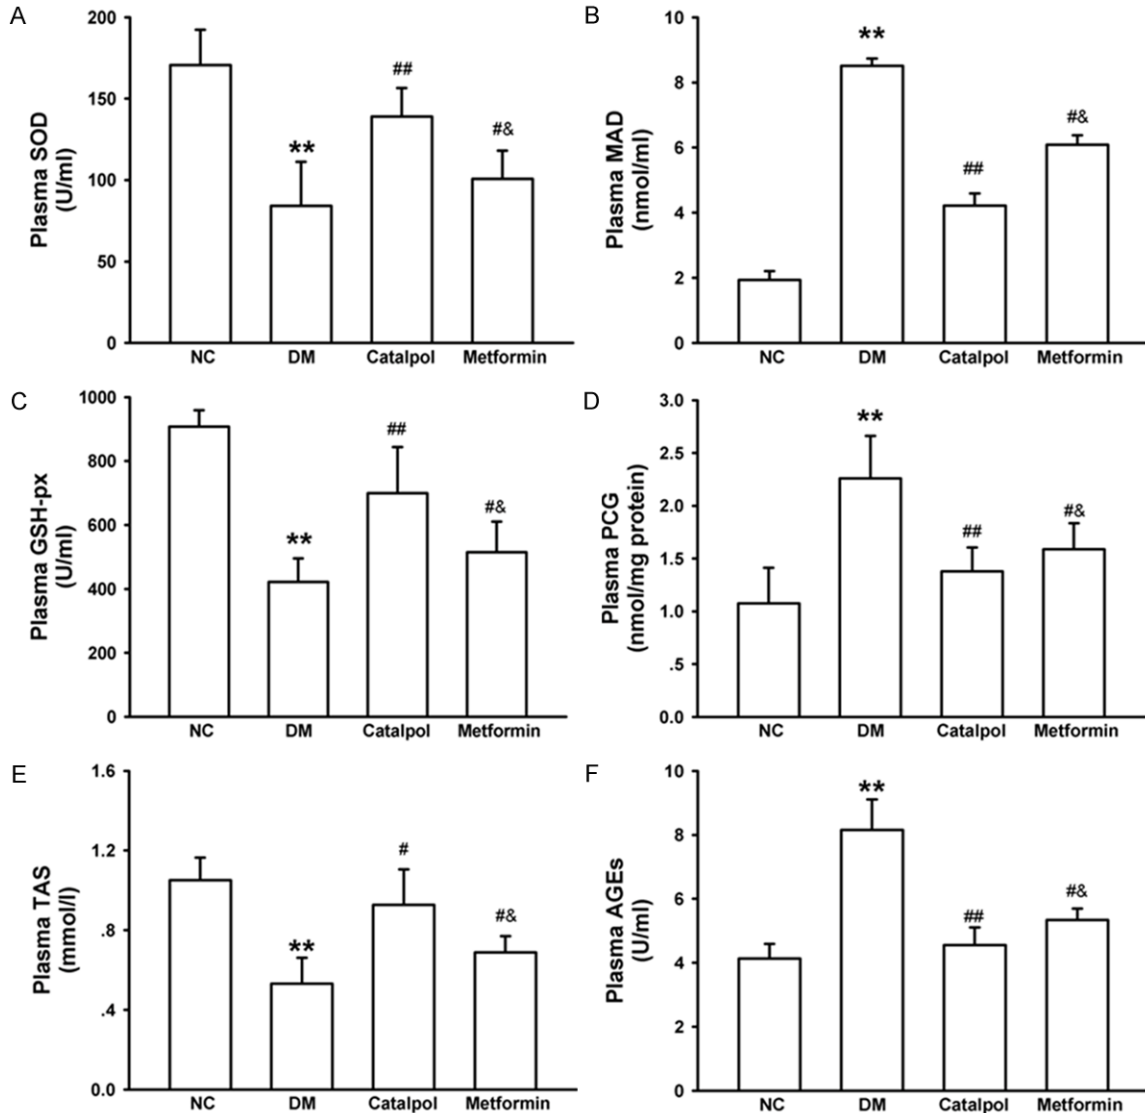 A
Plasma SOD
(U/ml)
200
150
100
50
0
**
##
#&
NC DM Catalpol Metformin
B
Plasma MAD
(nmol/ml)
10
8
6
4
2
0
**
##
#&
NC DM Catalpol Metformin
C
Plasma GSH-px
(U/ml)
1000
800
600
400
200
0
**
##
#&
NC DM Catalpol Metformin
D
Plasma PCG
(nmol/mg protein)
3.0
2.5
2.0
1.5
1.0
.5
0.0
**
##
#&
NC DM Catalpol Metformin
E
Plasma TAS
(mmol/l)
1.6
1.2
.8
.4
0.0
**
#
#&
NC DM Catalpol Metformin
F
Plasma AGEs
(U/ml)
10
8
6
4
2
0
**
##
#&
NC DM Catalpol Metformin